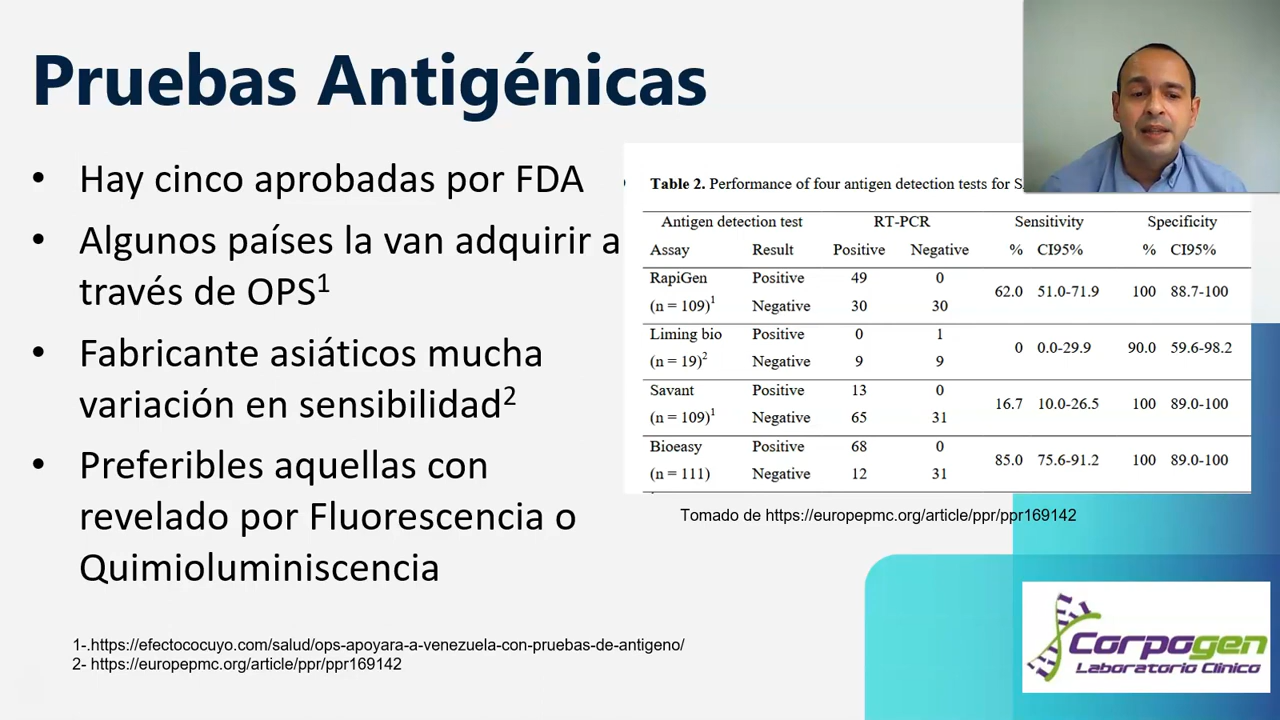 Pruebas Antigénicas
• Hay cinco aprobadas por FDA
• Algunos países la van adquirir a
través de OPS¹
• Fabricante asiáticos mucha
variación en sensibilidad²
• Preferibles aquellas con
revelado por Fluorescencia o
Quimioluminiscencia
1-.https://efectococuyo.com/salud/ops-apoyara-a-venezuela-con-pruebas-de-antigeno/
2- https://europepmc.org/article/ppr/ppr169142
Table 2. Performance of four antigen detection tests for
Antigen detection test RT-PCR Sensitivity Specificity
Assay Result Positive Negative % CI95% % CI95%
RapiGen Positive 49 0
62.0 51.0-71.9 100 88.7-100
(n = 109)¹ Negative 30 30
Liming bio Positive 0 1
0 0.0-29.9 90.0 59.6-98.2
(n = 19)² Negative 9 9
Savant Positive 13 0
16.7 10.0-26.5 100 89.0-100
(n = 109)¹ Negative 65 31
Bioeasy Positive 68 0
85.0 75.6-91.2 100 89.0-100
(n = 111) Negative 12 31
Tomado de https://europepmc.org/article/ppr/ppr169142
Corpogen
Laboratorio Clínico